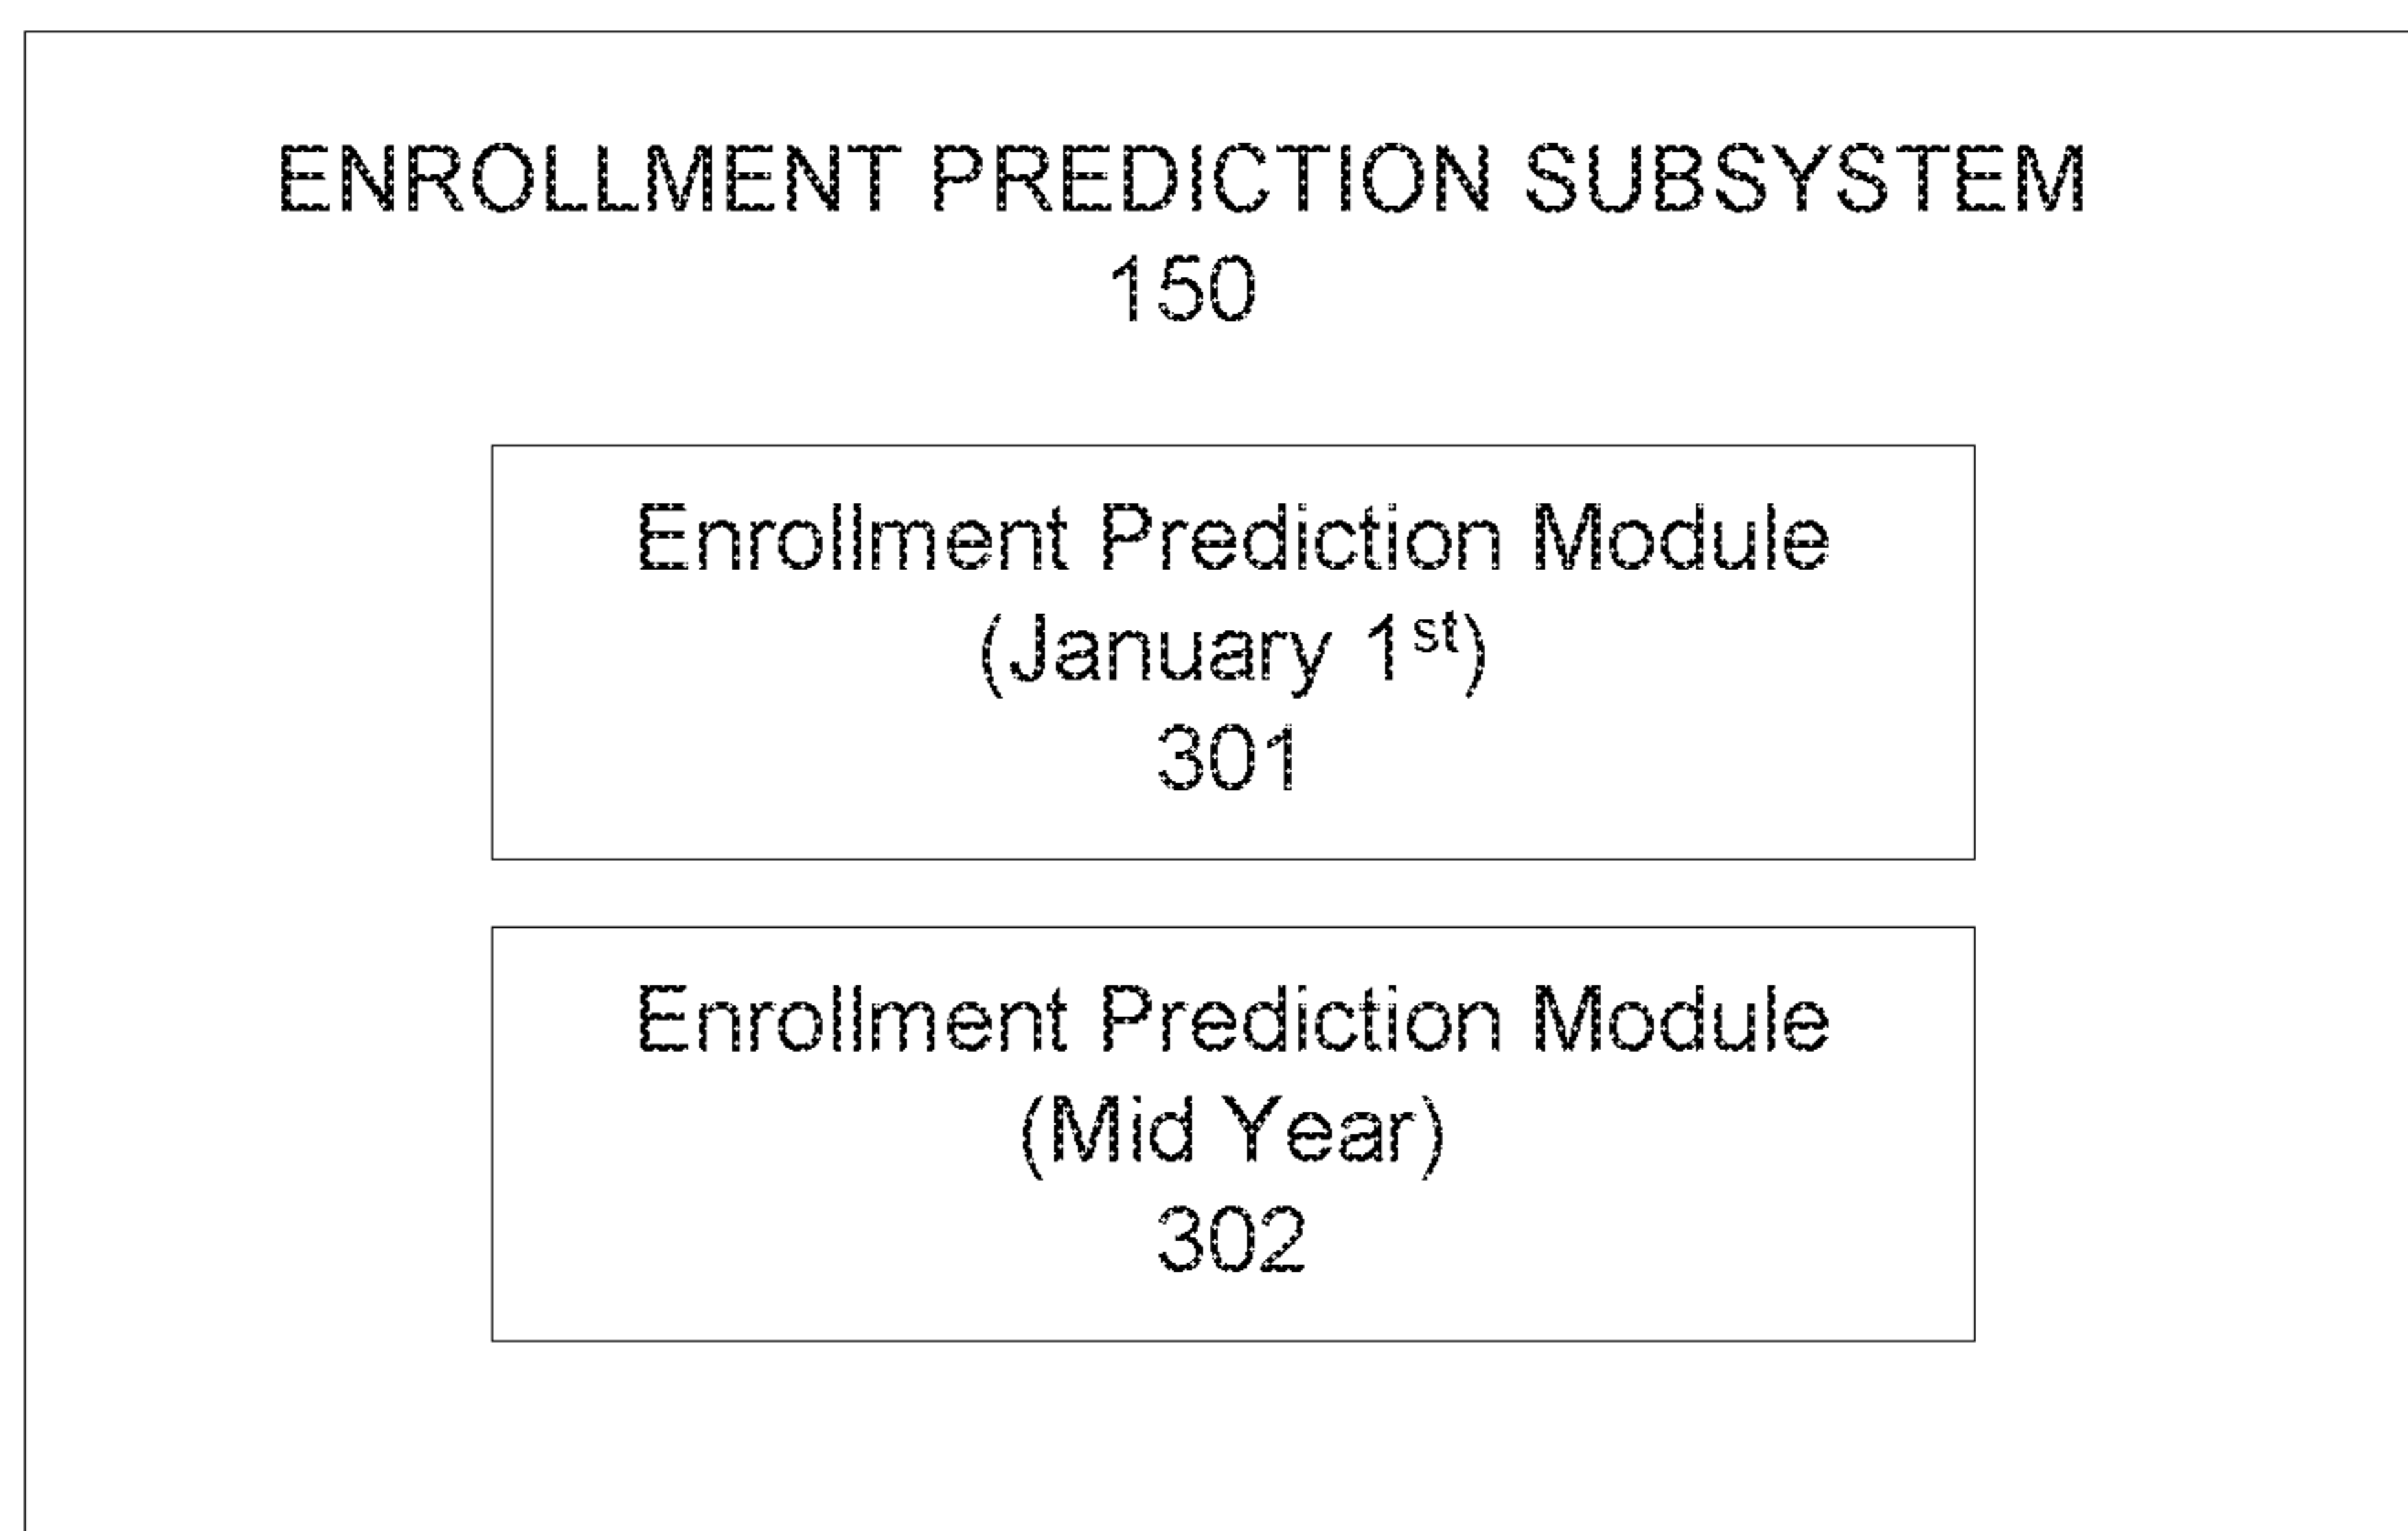 ENROLLMENT PREDICTION SUBSYSTEM
150
Enrollment Prediction Module
(January 1st)
301
Enrollment Prediction Module
(Mid Year)
302